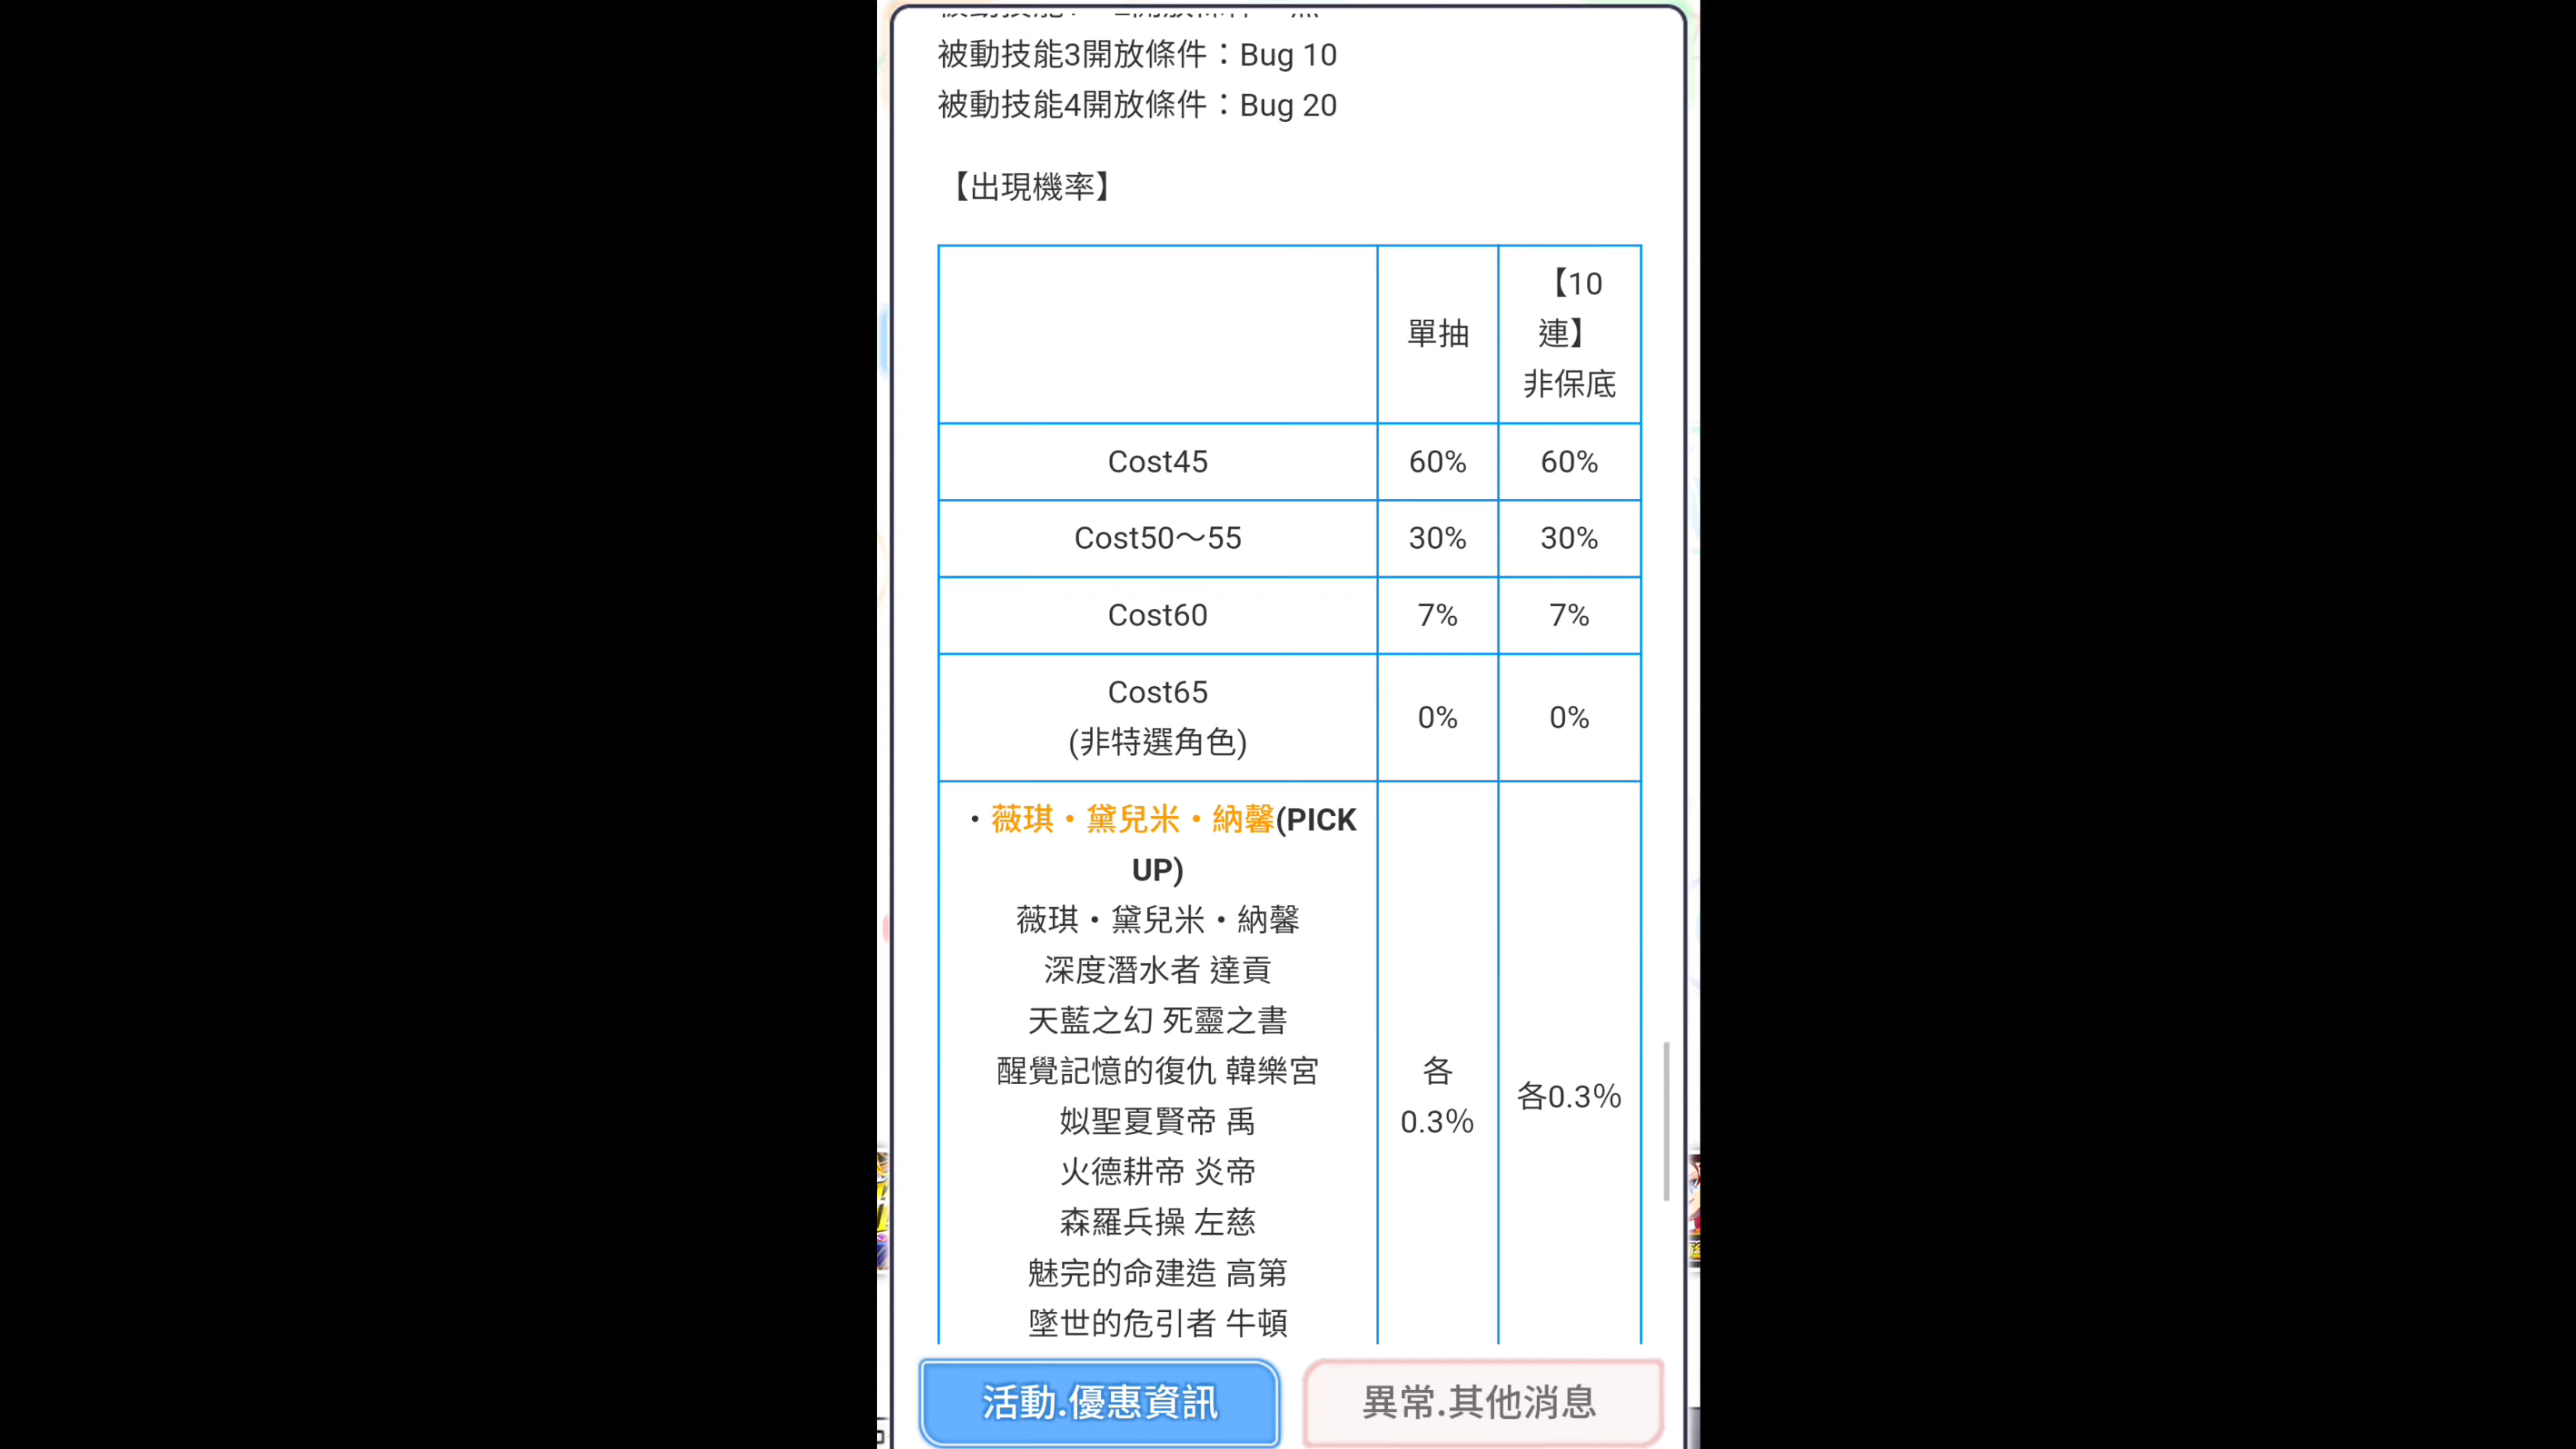 被動技能3開放條件：Bug 10
被動技能4開放條件：Bug 20
【出現機率】
單抽
【10
連】
非保底
Cost45
60%
60%
Cost50～55
30%
30%
Cost60
7%
7%
Cost65
(非特選角色)
0%
0%
・薇琪・黛兒米・納馨(PICK
UP)
薇琪・黛兒米・納馨
深度潛水者 達貢
天藍之幻 死靈之書
醒覺記憶的復仇 韓樂宮
姒聖夏賢帝 禹
火德耕帝 炎帝
森羅兵操 左慈
魅完的命建造 高第
墜世的危引者 牛頓
各
0.3%
各0.3%
活動.優惠資訊
異常.其他消息